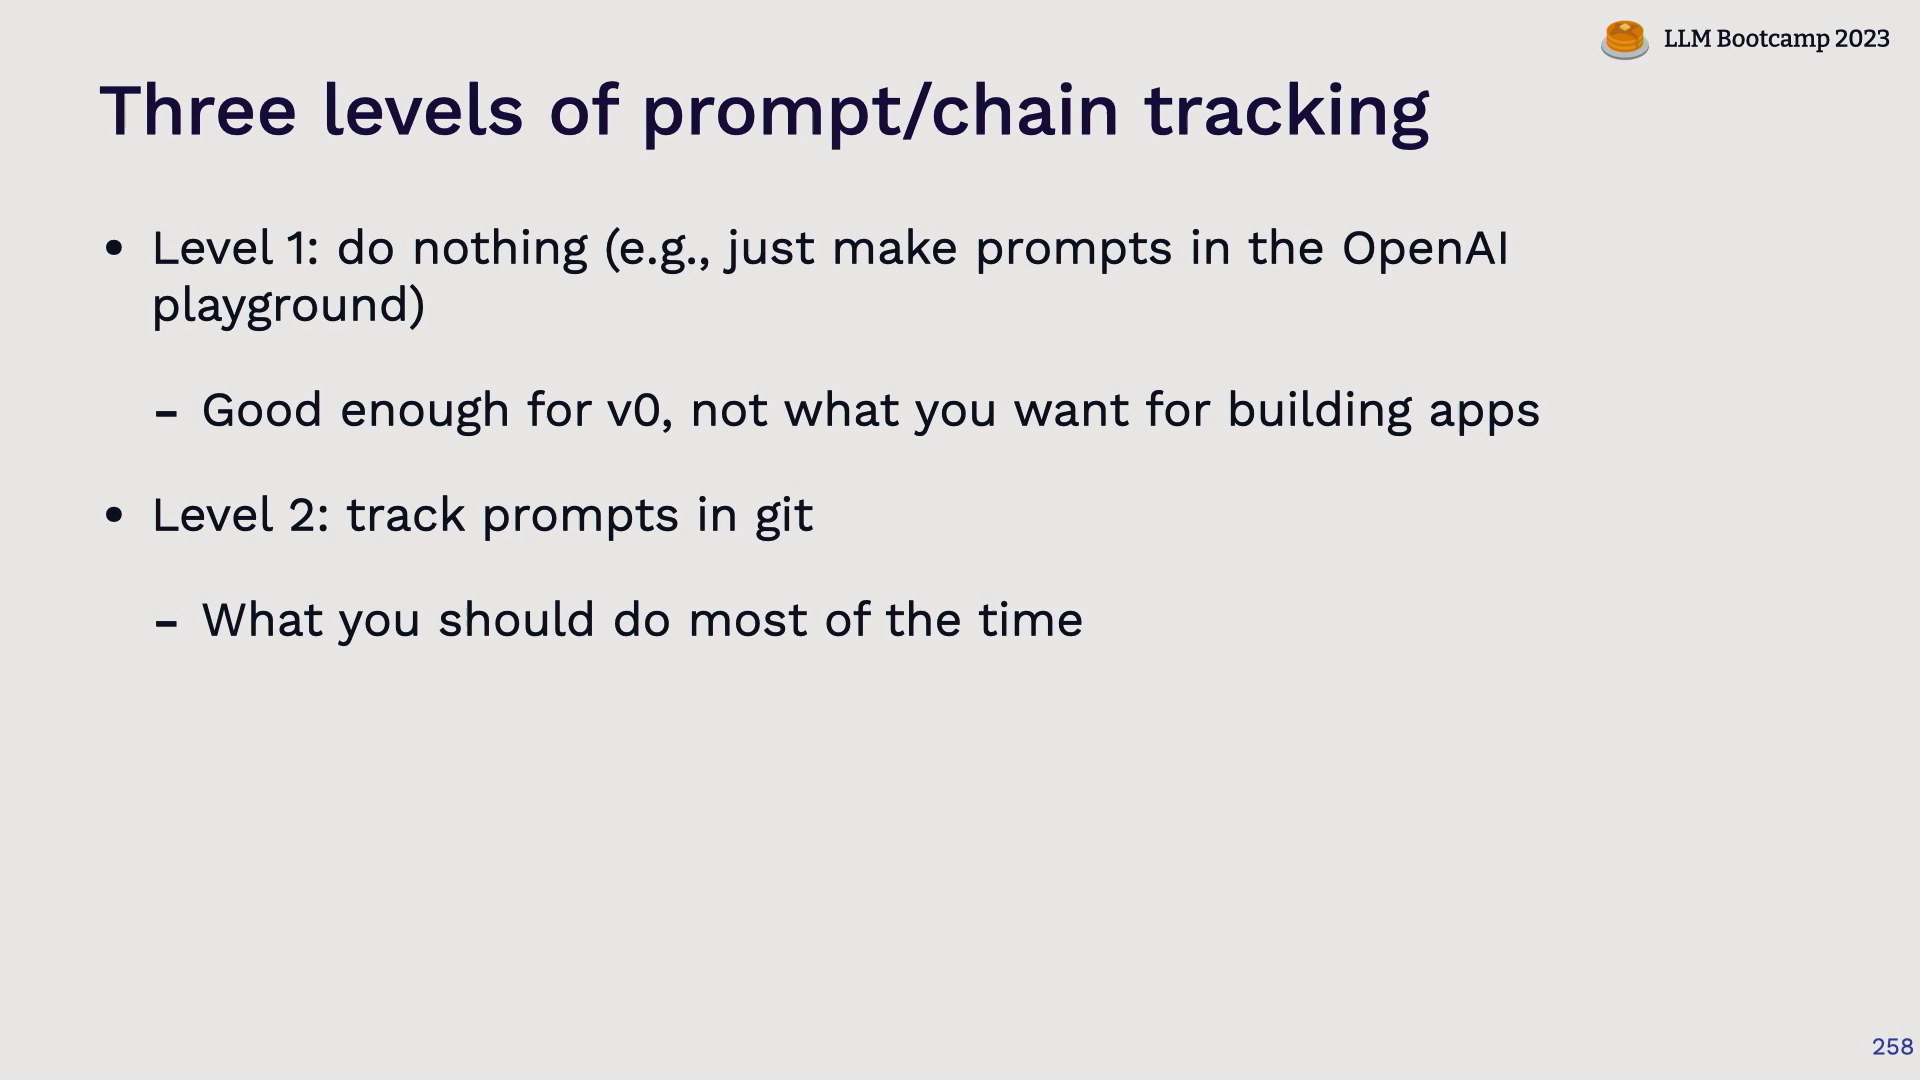 LLM Bootcamp 2023
Three levels of prompt/chain tracking
• Level 1: do nothing (e.g., just make prompts in the OpenAI
playground)
- Good enough for v0, not what you want for building apps
• Level 2: track prompts in git
- What you should do most of the time
258